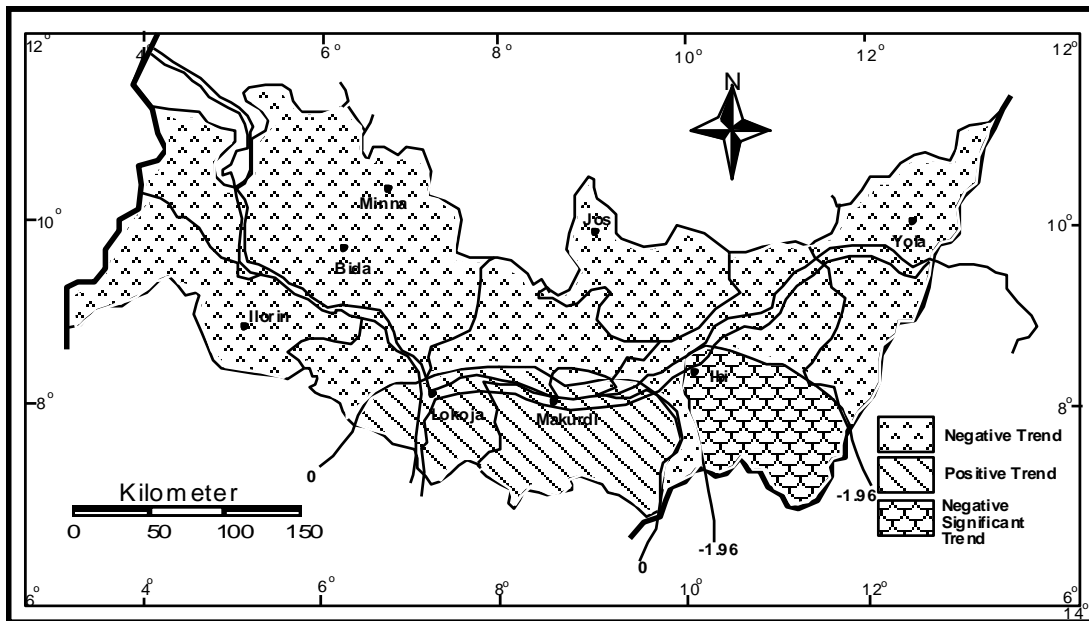 12° 4° 6° 8° 10° 12° 12°
N
Minna
Jos
10° 10°
Yola
Bida
Ilorin
8° 8°
Ibi
Lokoja
Makurdi
Negative Trend
Positive Trend
Negative
Significant
Trend
0
-1.96
-1.96
0
Kilometer
0 50 100 150
6° 4° 6° 8° 10° 12° 6°
14°